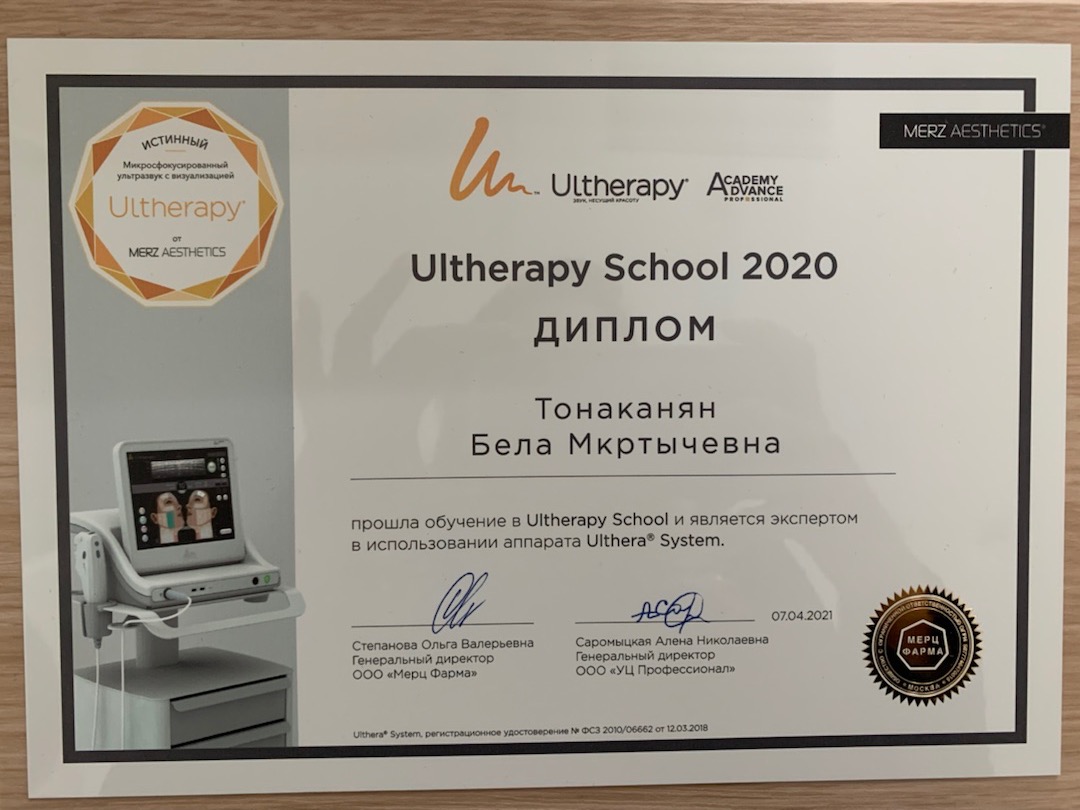 ИСТИННЫЙ
Микросфокусированный
ультразвук с визуализацией
Ultherapy®
от
MERZ AESTHETICS
MERZ AESTHETICS®
Ultherapy®
ЗВУК, НЕСУЩИЙ КРАСОТУ
ACADEMY
ADVANCE
PROFESSIONAL
Ultherapy School 2020
ДИПЛОМ
Тонаканян
Бела Мкртычевна
прошла обучение в Ultherapy School и является экспертом
в использовании аппарата Ulthera® System.
07.04.2021
Степанова Ольга Валерьевна
Генеральный директор
ООО «Мерц Фарма»
Саромыцкая Алена Николаевна
Генеральный директор
ООО «УЦ Профессионал»
МЕРЦ
ФАРМА
МОСКВА
Ulthera® System, регистрационное удостоверение № ФСЗ 2010/06662 от 12.03.2018